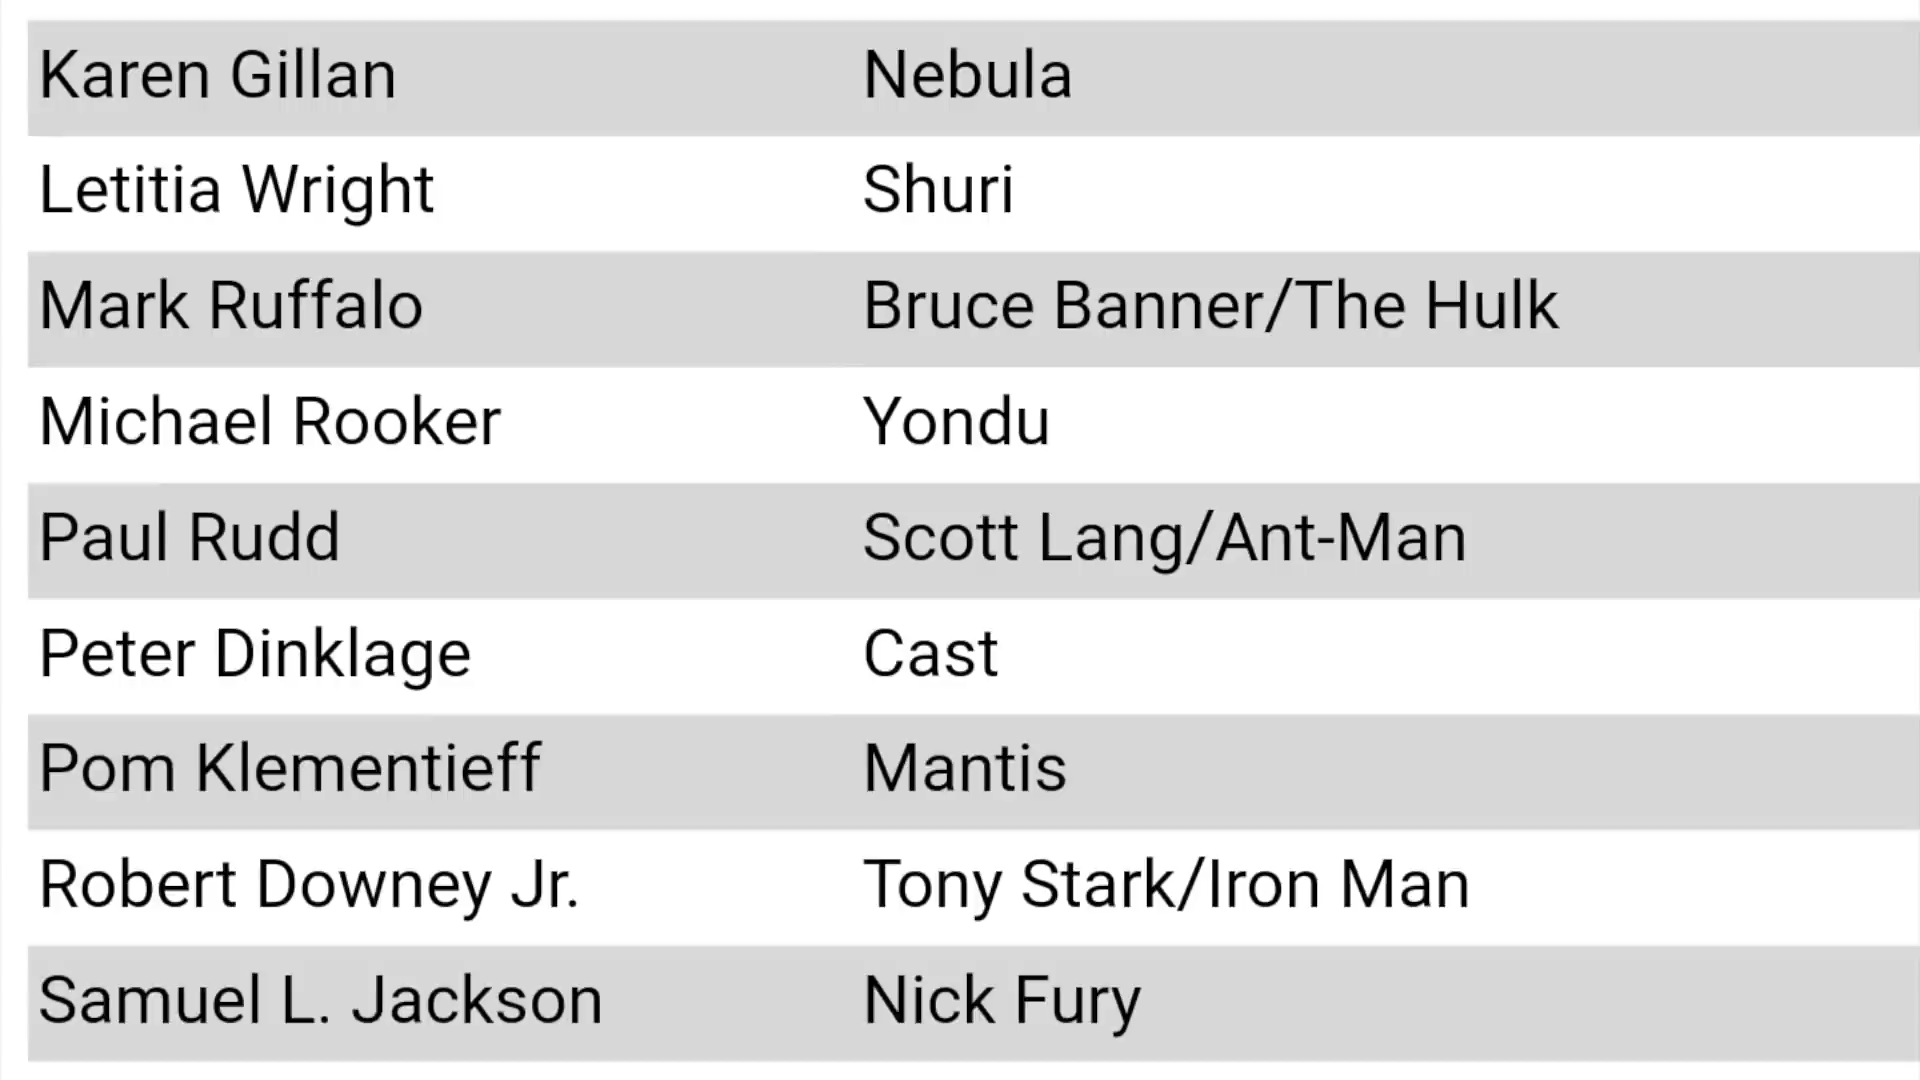 Karen Gillan Nebula
Letitia Wright Shuri
Mark Ruffalo Bruce Banner/The Hulk
Michael Rooker Yondu
Paul Rudd Scott Lang/Ant-Man
Peter Dinklage Cast
Pom Klementieff Mantis
Robert Downey Jr. Tony Stark/Iron Man
Samuel L. Jackson Nick Fury